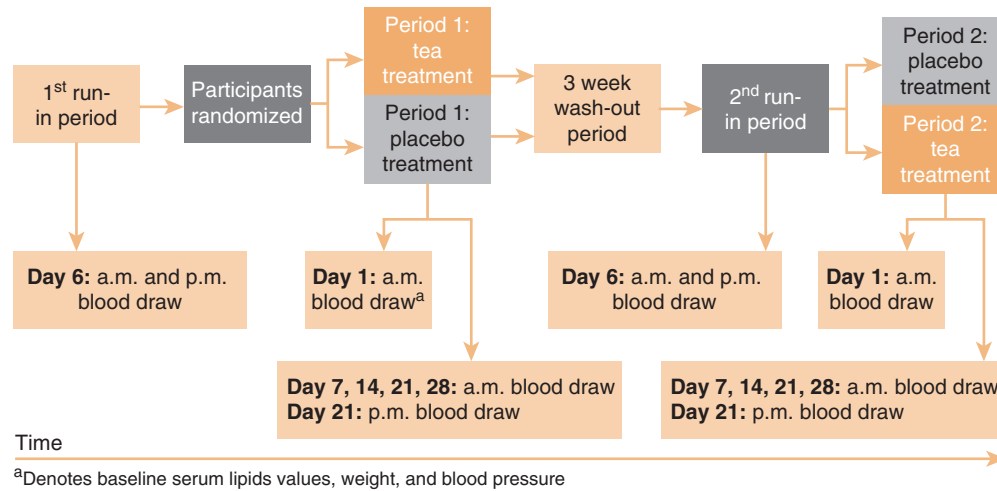 1st run-
in period
Participants
randomized
Period 1:
tea
treatment
Period 1:
placebo
treatment
3 week
wash-out
period
2nd run-
in period
Period 2:
placebo
treatment
Period 2:
tea
treatment
Day 6: a.m. and p.m.
blood draw
Day 1: a.m.
blood drawa
Day 6: a.m. and p.m.
blood draw
Day 1: a.m.
blood draw
Day 7, 14, 21, 28: a.m. blood draw
Day 21: p.m. blood draw
Day 7, 14, 21, 28: a.m. blood draw
Day 21: p.m. blood draw
Time
aDenotes baseline serum lipids values, weight, and blood pressure